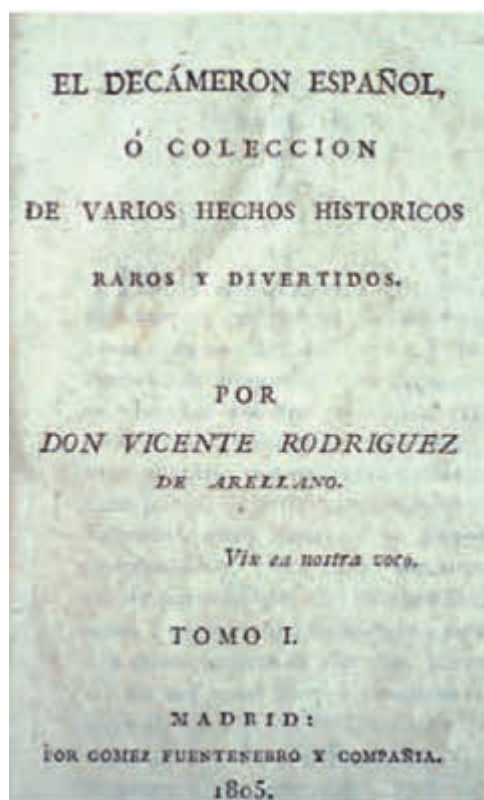 EL DECÁMERON ESPAÑOL,
Ó COLECCION
DE VARIOS HECHOS HISTORICOS
RAROS Y DIVERTIDOS.
POR
DON VICENTE RODRIGUEZ
DE ARELLANO.
Vix ea nostra voco.
TOMO I.
MADRID:
POR GOMEZ FUENTENEBRO Y COMPAÑIA.
1805.